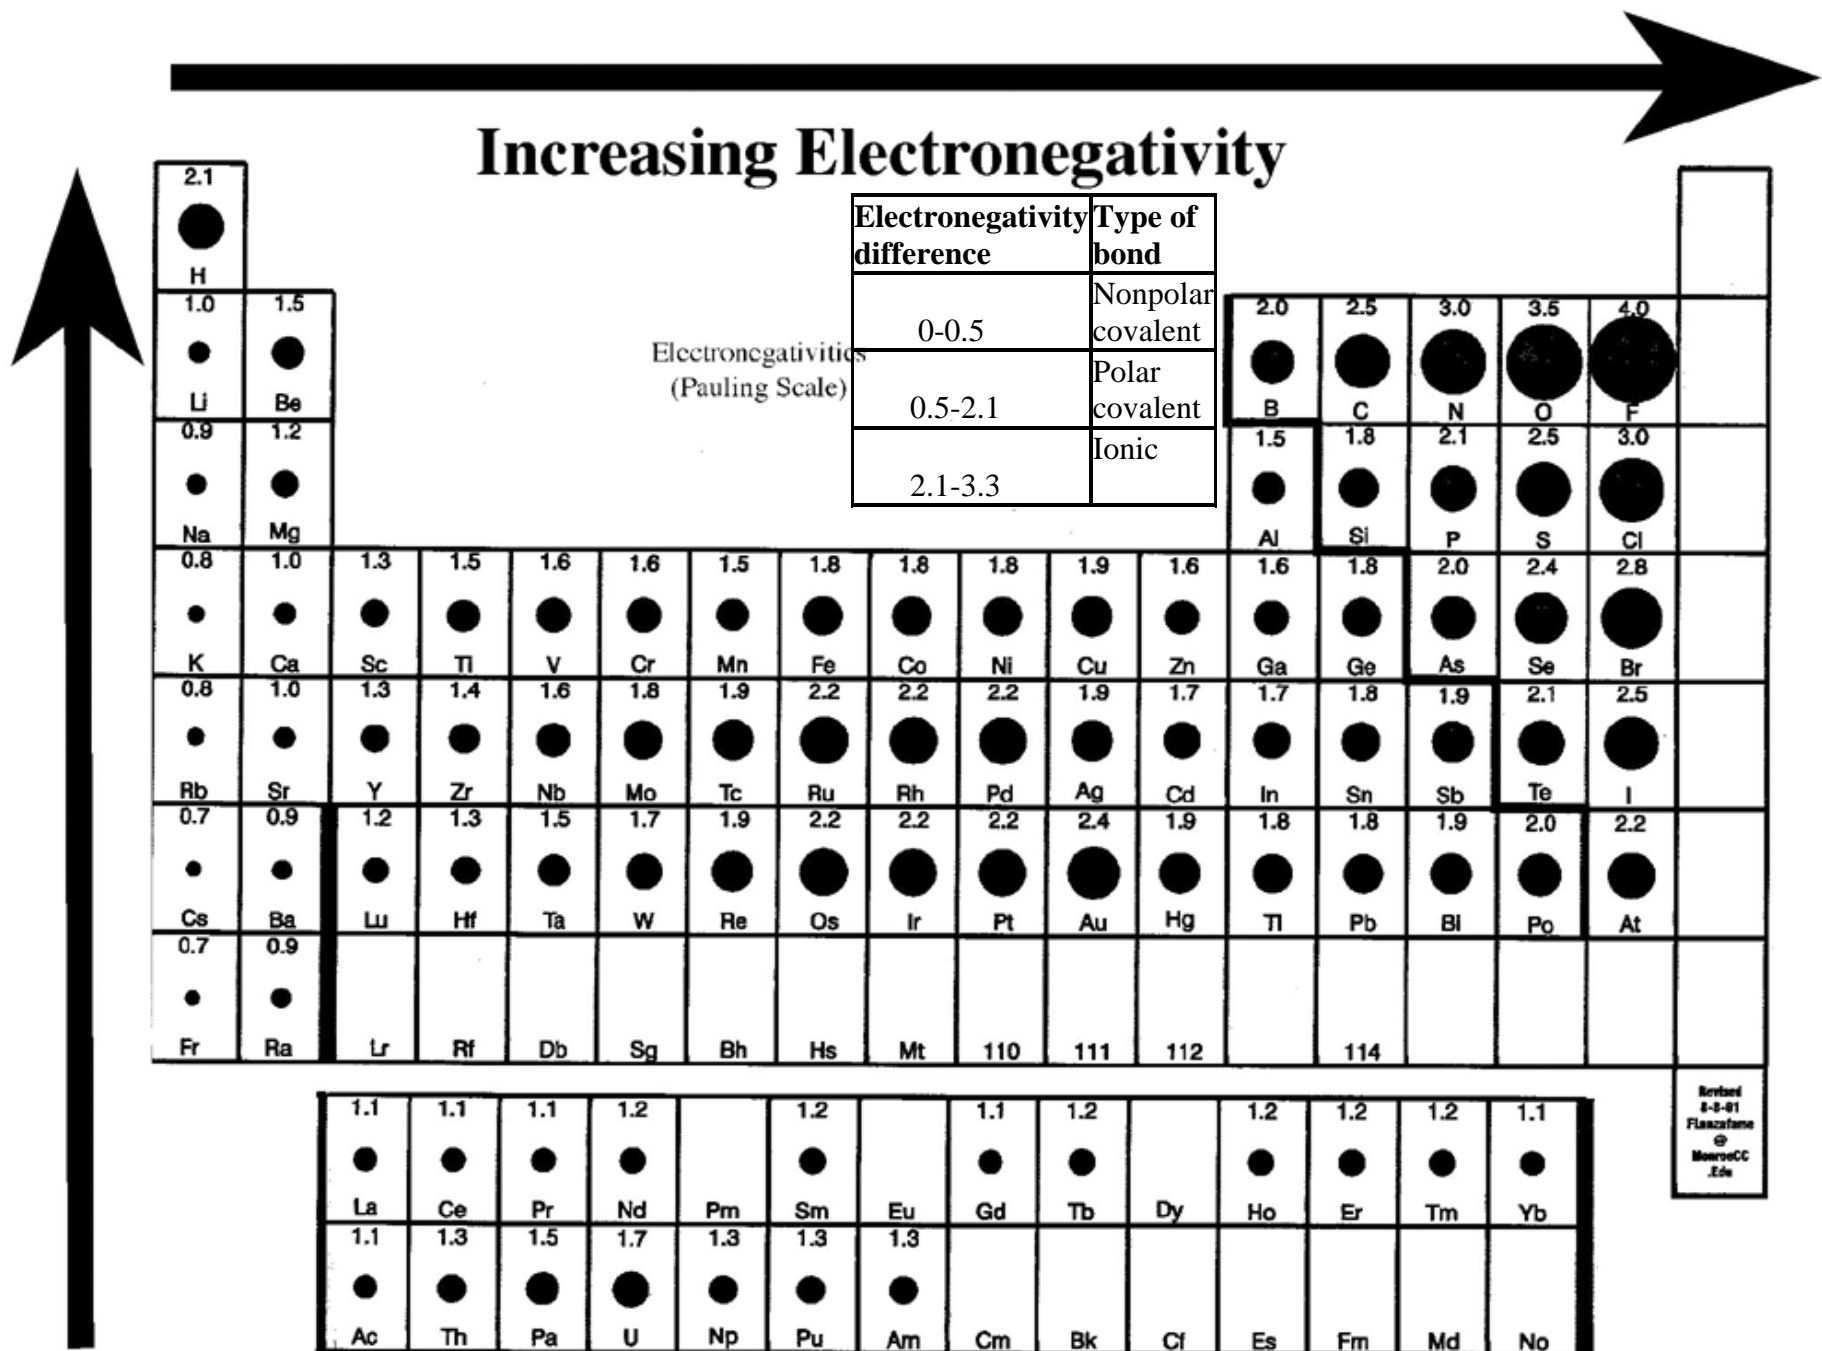 Increasing Electronegativity
Electronegativity difference Type of bond
0-0.5 Nonpolar covalent
0.5-2.1 Polar covalent
2.1-3.3 Ionic
Electronegativities
(Pauling Scale)
2.1
H
1.0 1.5 2.0 2.5 3.0 3.5 4.0
Li Be B C N O F
0.9 1.2 1.5 1.8 2.1 2.5 3.0
Na Mg Al Si P S Cl
0.8 1.0 1.3 1.5 1.6 1.6 1.5 1.8 1.8 1.8 1.9 1.6 1.6 1.8 2.0 2.4 2.8
K Ca Sc Ti V Cr Mn Fe Co Ni Cu Zn Ga Ge As Se Br
0.8 1.0 1.3 1.4 1.6 1.8 1.9 2.2 2.2 2.2 1.9 1.7 1.7 1.8 1.9 2.1 2.5
Rb Sr Y Zr Nb Mo Tc Ru Rh Pd Ag Cd In Sn Sb Te I
0.7 0.9 1.2 1.3 1.5 1.7 1.9 2.2 2.2 2.2 2.4 1.9 1.8 1.8 1.9 2.0 2.2
Cs Ba Lu Hf Ta W Re Os Ir Pt Au Hg Tl Pb Bi Po At
0.7 0.9
Fr Ra Lr Rf Db Sg Bh Hs Mt 110 111 112 114
1.1 1.1 1.1 1.2 1.2 1.1 1.2 1.2 1.2 1.2 1.1
La Ce Pr Nd Pm Sm Eu Gd Tb Dy Ho Er Tm Yb
1.1 1.3 1.5 1.7 1.3 1.3 1.3
Ac Th Pa U Np Pu Am Cm Bk Cf Es Fm Md No
Revised
8-8-01
Flanzafame
@
MonroeCC
.Edu